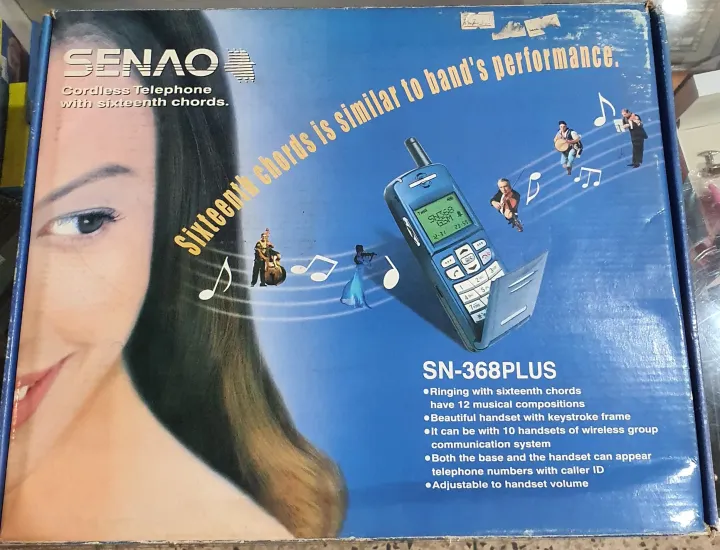 SENAO
Cordless Telephone
with sixteenth chords.
Sixteenth chords is similar to band's performance.
SN-368PLUS
●Ringing with sixteenth chords
have 12 musical compositions
●Beautiful handset with keystroke frame
●It can be with 10 handsets of wireless group
communication system
●Both the base and the handset can appear
telephone numbers with caller ID
●Adjustable to handset volume